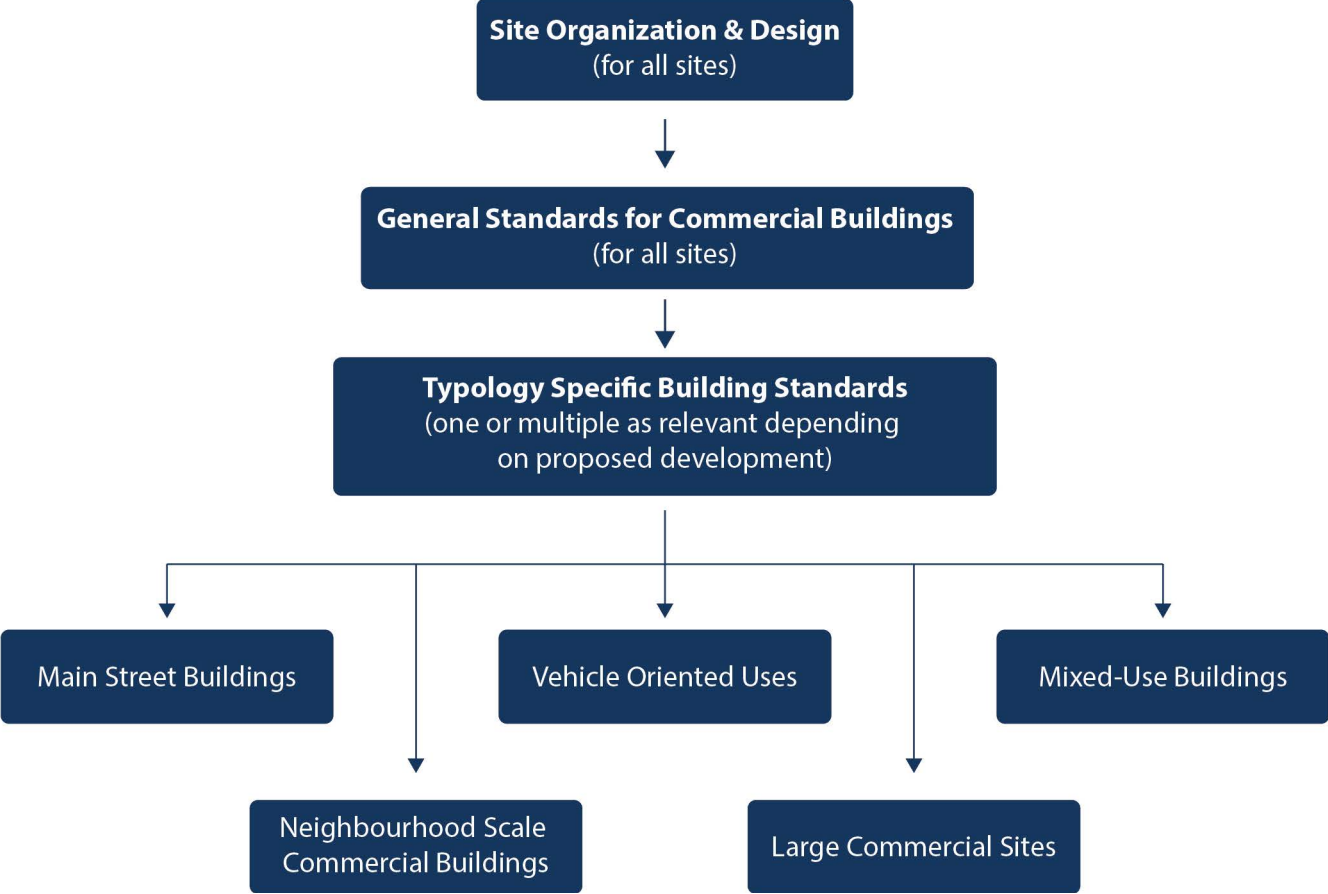 Site Organization & Design
(for all sites)
General Standards for Commercial Buildings
(for all sites)
Typology Specific Building Standards
(one or multiple as relevant depending
on proposed development)
Main Street Buildings
Vehicle Oriented Uses
Mixed-Use Buildings
Neighbourhood Scale
Commercial Buildings
Large Commercial Sites